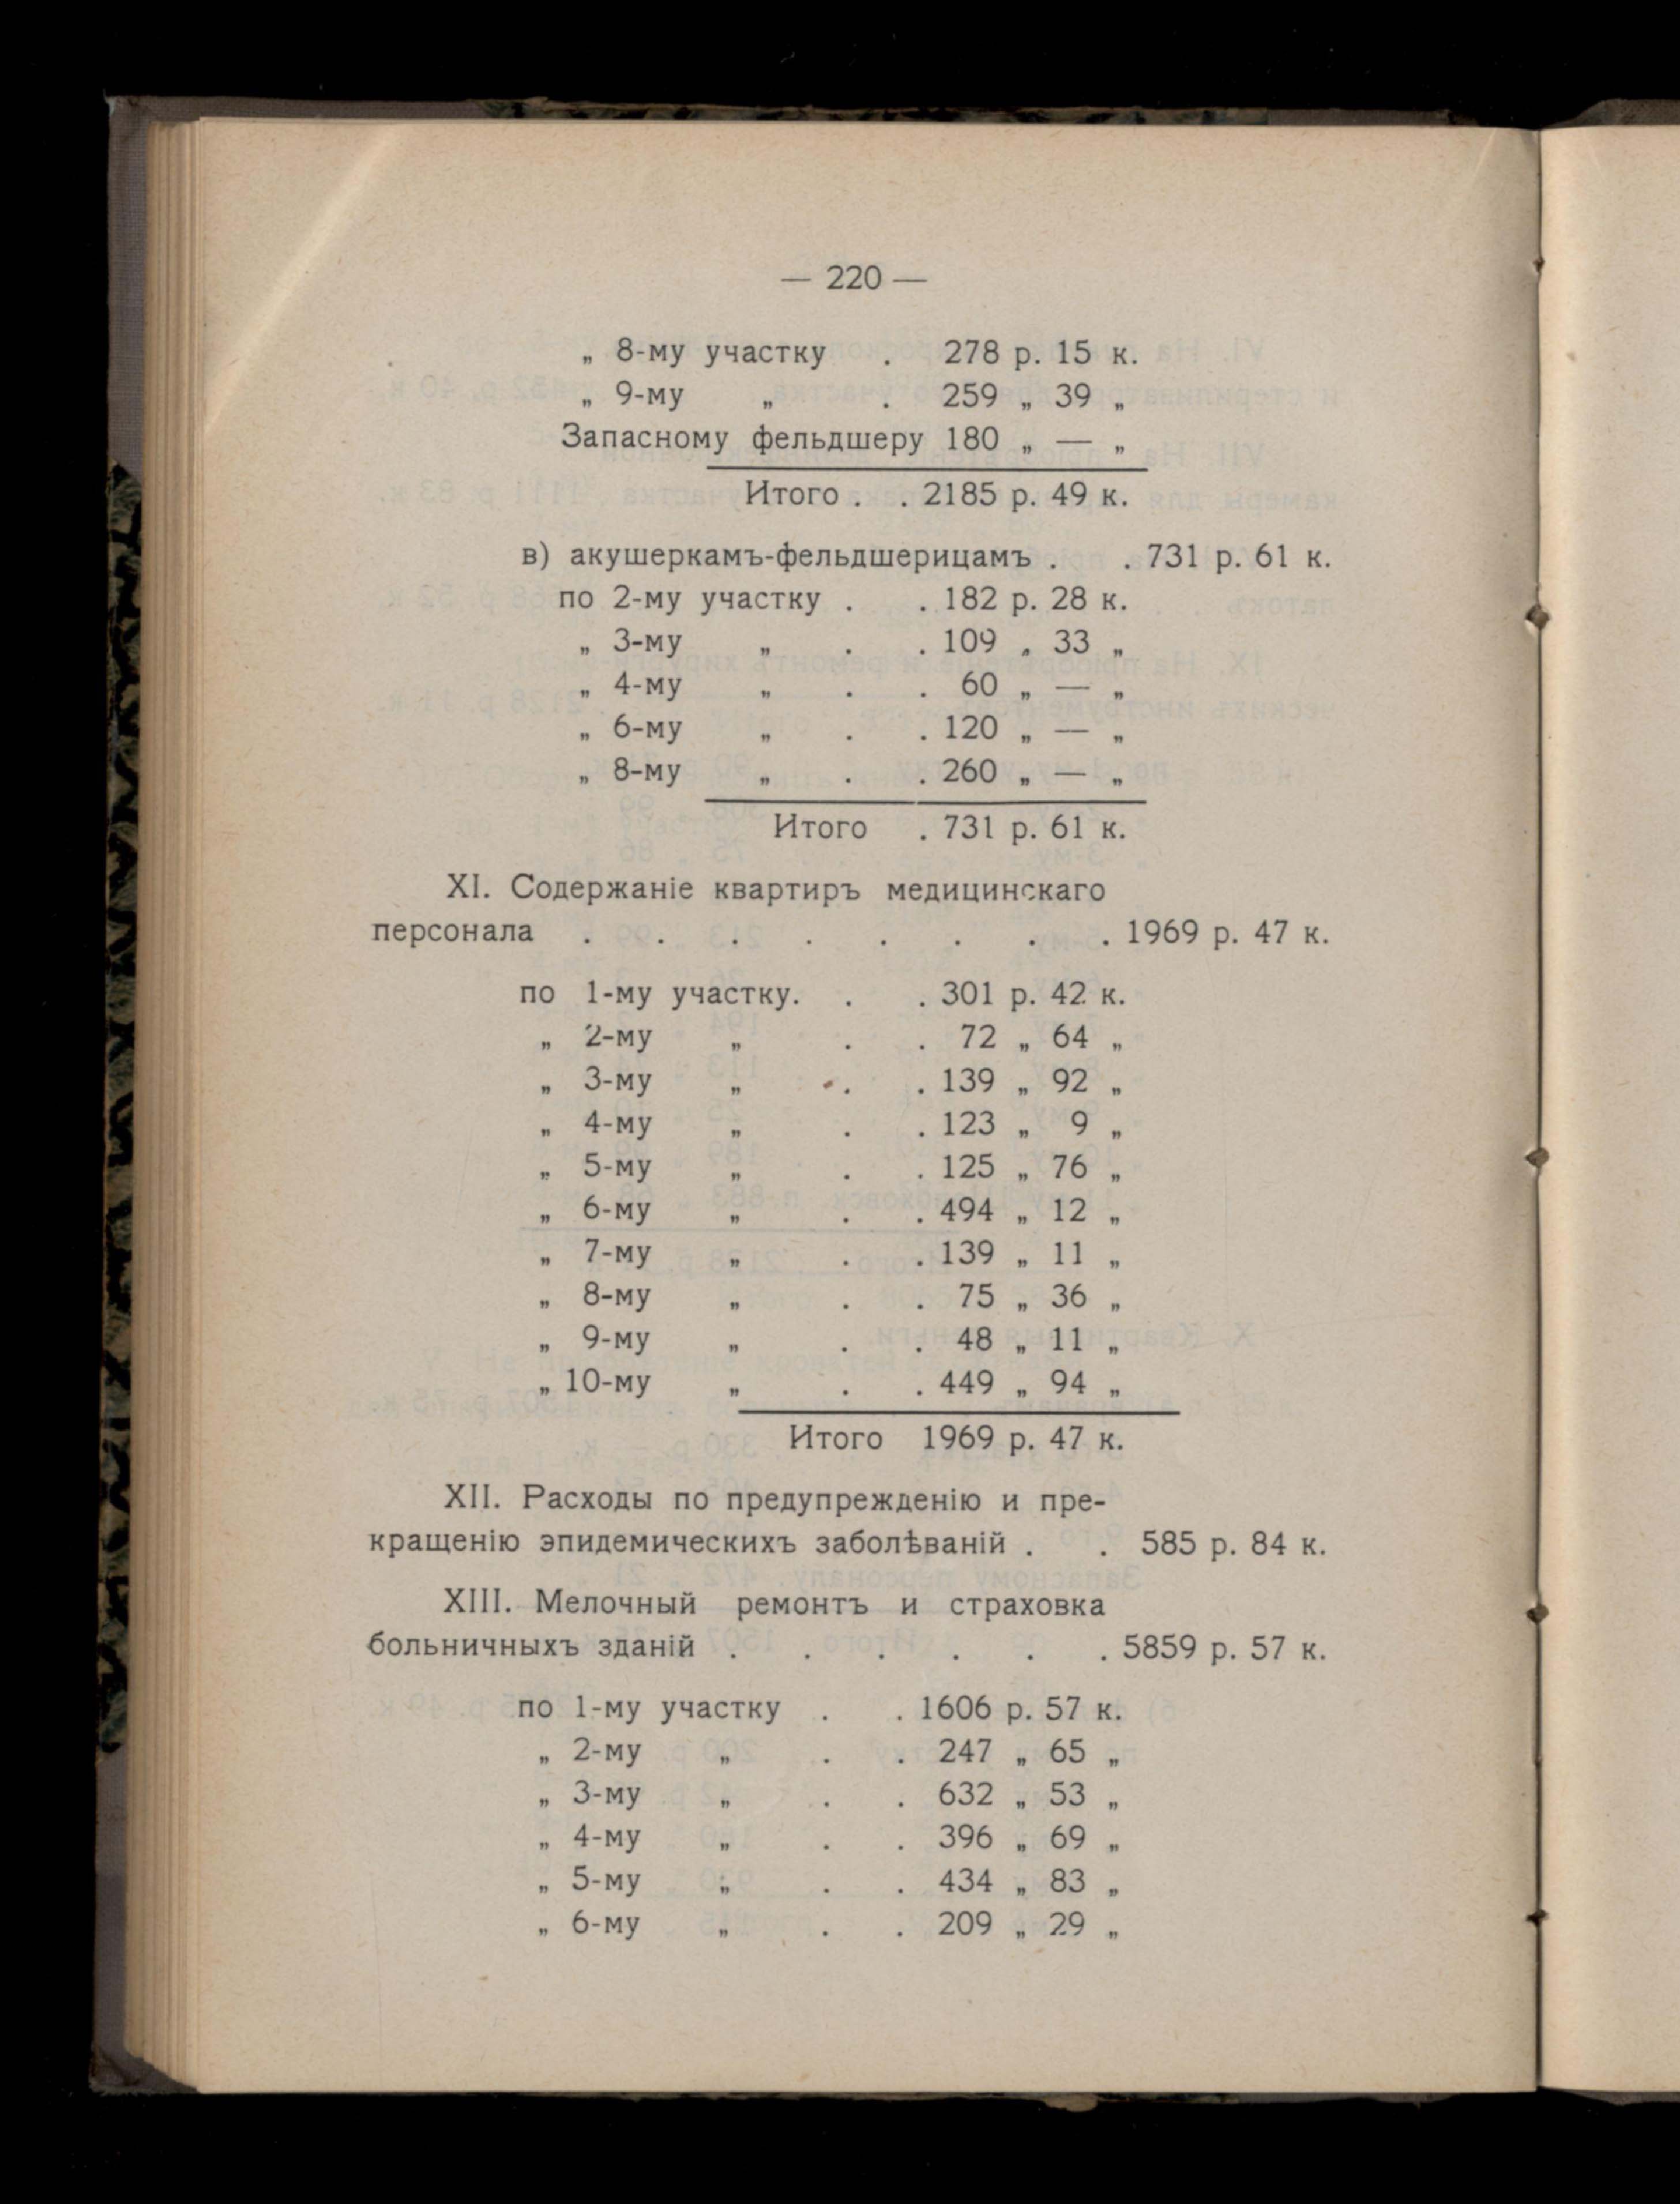 — 220 —
„ 8-му участку . 278 р. 15 к.
„ 9-му „ . 259 „ 39 „
Запасному фельдшеру 180 „ — „
Итого . . 2185 р. 49 к.
в) акушеркамъ-фельдшерицамъ . . 731 р. 61 к.
по 2-му участку . . 182 р. 28 к.
„ 3-му „ . . 109 „ 33 „
„ 4-му „ . . 60 „ — „
„ 6-му „ . . 120 „ — „
„ 8-му „ . . 260 „ — „
Итого . 731 р. 61 к.
XI. Содержаніе квартиръ медицинскаго
персонала . . . . . . . . 1969 р. 47 к.
по 1-му участку. . . 301 р. 42 к.
„ 2-му „ . . 72 „ 64 „
„ 3-му „ . . 139 „ 92 „
„ 4-му „ . . 123 „ 9 „
„ 5-му „ . . 125 „ 76 „
„ 6-му „ . . 494 „ 12 „
„ 7-му „ . . 139 „ 11 „
„ 8-му „ . . 75 „ 36 „
„ 9-му „ . . 48 „ 11 „
„ 10-му „ . . 449 „ 94 „
Итого 1969 р. 47 к.
XII. Расходы по предупрежденію и пре-
кращенію эпидемическихъ заболѣваній . . 585 р. 84 к.
XIII. Мелочный ремонтъ и страховка
больничныхъ зданій . . . . . . 5859 р. 57 к.
по 1-му участку . . 1606 р. 57 к.
„ 2-му „ . . 247 „ 65 „
„ 3-му „ . . 632 „ 53 „
„ 4-му „ . . 396 „ 69 „
„ 5-му „ . . 434 „ 83 „
„ 6-му „ . . 209 „ 29 „